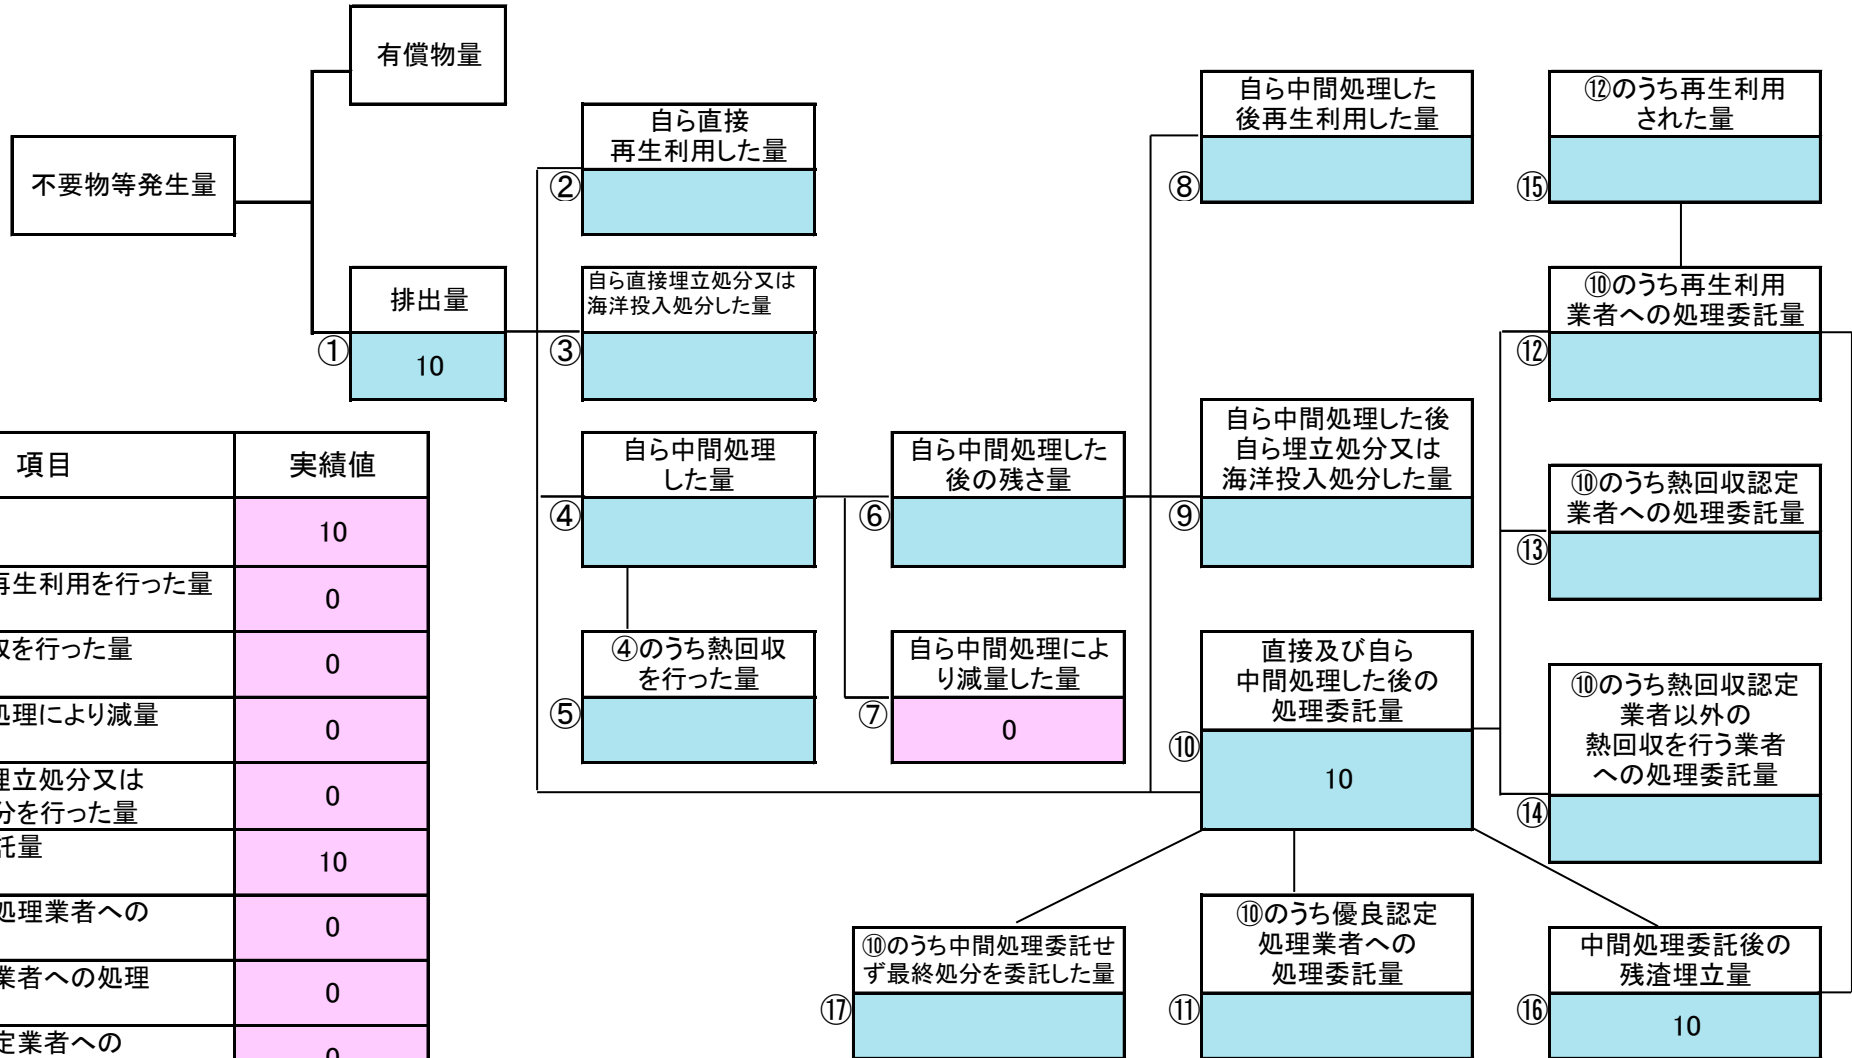 有償物量
不要物等発生量
排出量
①
10
自ら直接
再生利用した量
②
自ら直接埋立処分又は
海洋投入処分した量
③
自ら中間処理
した量
④
④のうち熱回収
を行った量
⑤
自ら中間処理した
後の残さ量
⑥
自ら中間処理によ
り減量した量
⑦
0
自ら中間処理した
後再生利用した量
⑧
自ら中間処理した後
自ら埋立処分又は
海洋投入処分した量
⑨
直接及び自ら
中間処理した後の
処理委託量
⑩
10
⑩のうち優良認定
処理業者への
処理委託量
⑪
⑩のうち中間処理委託せ
ず最終処分を委託した量
⑰
⑫のうち再生利用
された量
⑮
⑩のうち再生利用
業者への処理委託量
⑫
⑩のうち熱回収認定
業者への処理委託量
⑬
⑩のうち熱回収認定
業者以外の
熱回収を行う業者
への処理委託量
⑭
中間処理委託後の
残渣埋立量
⑯
10
項目
実績値
10
再生利用を行った量
0
を行った量
0
処理により減量
0
埋立処分又は
分を行った量
0
託量
10
処理業者への
0
業者への処理
0
定業者への
0